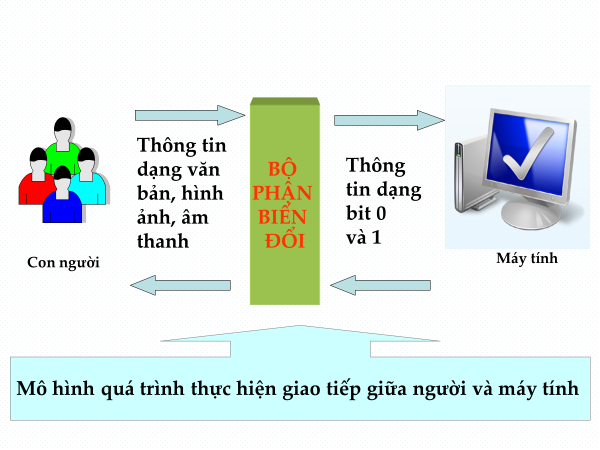 Thông tin
dạng văn
bản, hình
ảnh, âm
thanh
BỘ
PHẬN
BIẾN
ĐỔI
Thông
tin dạng
bit 0
và 1
Con người
Máy tính
Mô hình quá trình thực hiện giao tiếp giữa người và máy tính